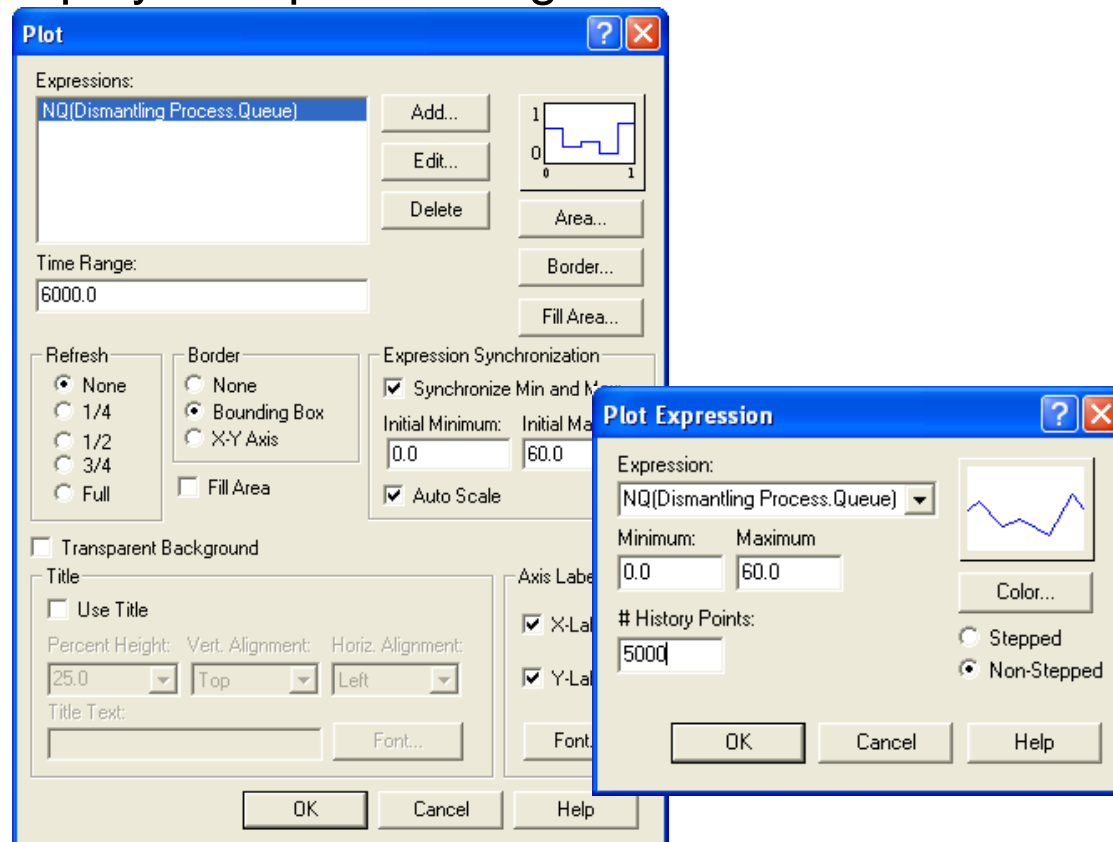 Plot
Expressions:
NQ(Dismantling Process.Queue)
Add...
Edit...
Delete
1
0
0 1
Area...
Border...
Fill Area...
Time Range:
6000.0
Refresh
None
1/4
1/2
3/4
Full
Border
None
Bounding Box
X-Y Axis
Fill Area
Expression Synchronization
Synchronize Min and
Initial Minimum: Initial
0.0 60.0
Auto Scale
Transparent Background
Title
Use Title
Percent Height: Vert. Alignment: Horiz. Alignment:
25.0 Top Left
Title Text:
Font...
Axis
X-
Y-
Font
OK Cancel Help
Plot Expression
Expression:
NQ(Dismantling Process.Queue)
Minimum: Maximum
0.0 60.0
# History Points:
5000
Color...
Stepped
Non-Stepped
OK Cancel Help